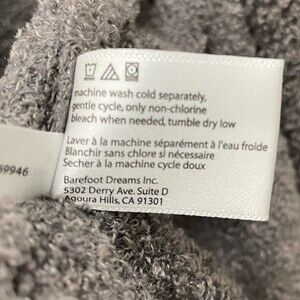 machine wash cold separately,
gentle cycle, only non-chlorine
bleach when needed, tumble dry low
Laver à la machine séparément à l'eau froide
Blanchir sans chlore si nécessaire
Secher à la machine cycle doux
Barefoot Dreams Inc.
5302 Derry Ave. Suite D
Agoura Hills, CA 91301
69946